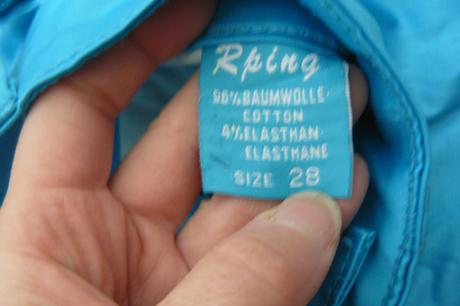 Rping
96%BAUMWOLLE·
COTTON
4%ELASTHAN·
ELASTHANE
SIZE 28